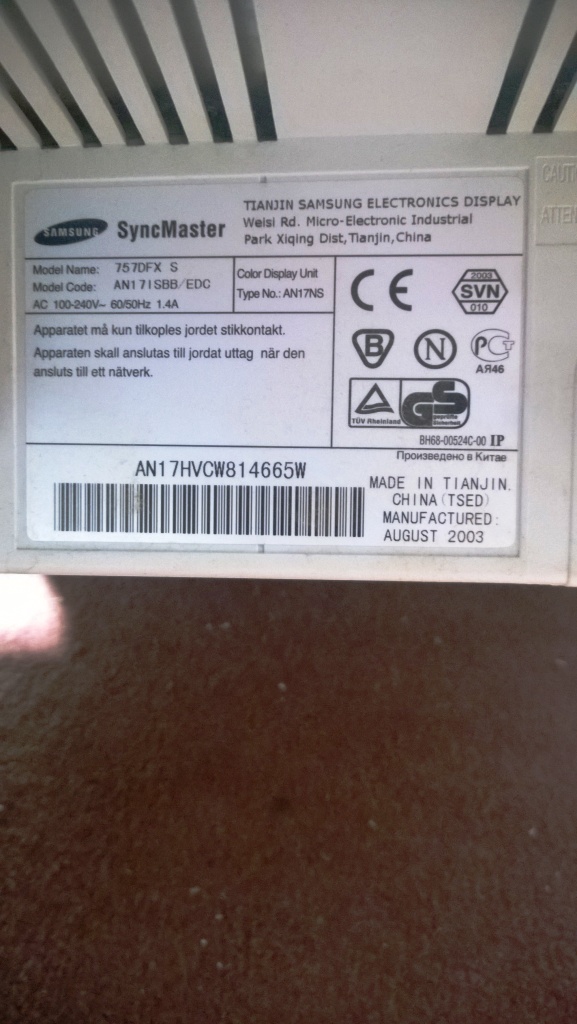 TIANJIN SAMSUNG ELECTRONICS DISPLAY
Weisi Rd. Micro-Electronic Industrial
Park Xiqing Dist,Tianjin,China
SAMSUNG SyncMaster
Model Name: 757DFX S
Model Code: AN17ISBB/EDC
AC 100-240V~ 60/50Hz 1.4A
Color Display Unit
Type No.: AN17NS
Apparatet må kun tilkoples jordet stikkontakt.
Apparaten skall anslutas till jordat uttag när den
ansluts till ett nätverk.
CE
2003
SVN
010
B
N
РСТ
АЯ46
TÜV Rheinland
GS
geprüfte
Sicherheit
BH68-00524C-00 IP
Произведено в Китае
AN17HVCW814665W
MADE IN TIANJIN.
CHINA(TSED)
MANUFACTURED:
AUGUST 2003